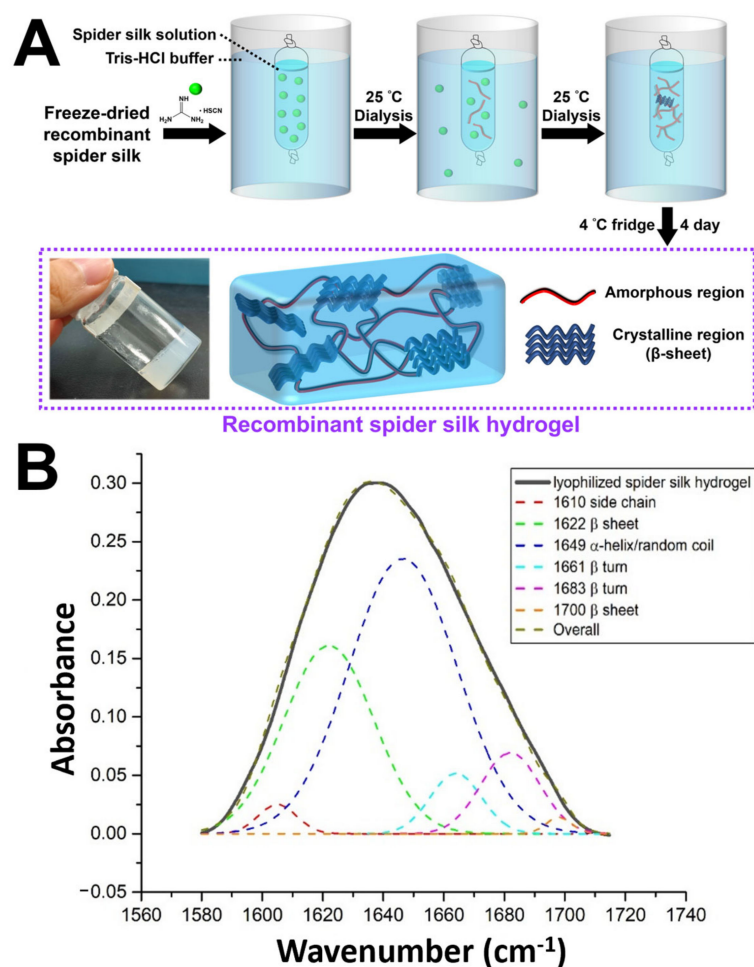 A
Spider silk solution
Tris-HCl buffer
Freeze-dried
recombinant
spider silk
NH
H₂N NH₂ · HSCN
25 °C
Dialysis
25 °C
Dialysis
4 °C fridge 4 day
Amorphous region
Crystalline region
(β-sheet)
Recombinant spider silk hydrogel
B
lyophilized spider silk hydrogel
1610 side chain
1622 β sheet
1649 α-helix/random coil
1661 β turn
1683 β turn
1700 β sheet
Overall
Absorbance
0.30
0.25
0.20
0.15
0.10
0.05
0.00
−0.05
1560 1580 1600 1620 1640 1660 1680 1700 1720 1740
Wavenumber (cm⁻¹)